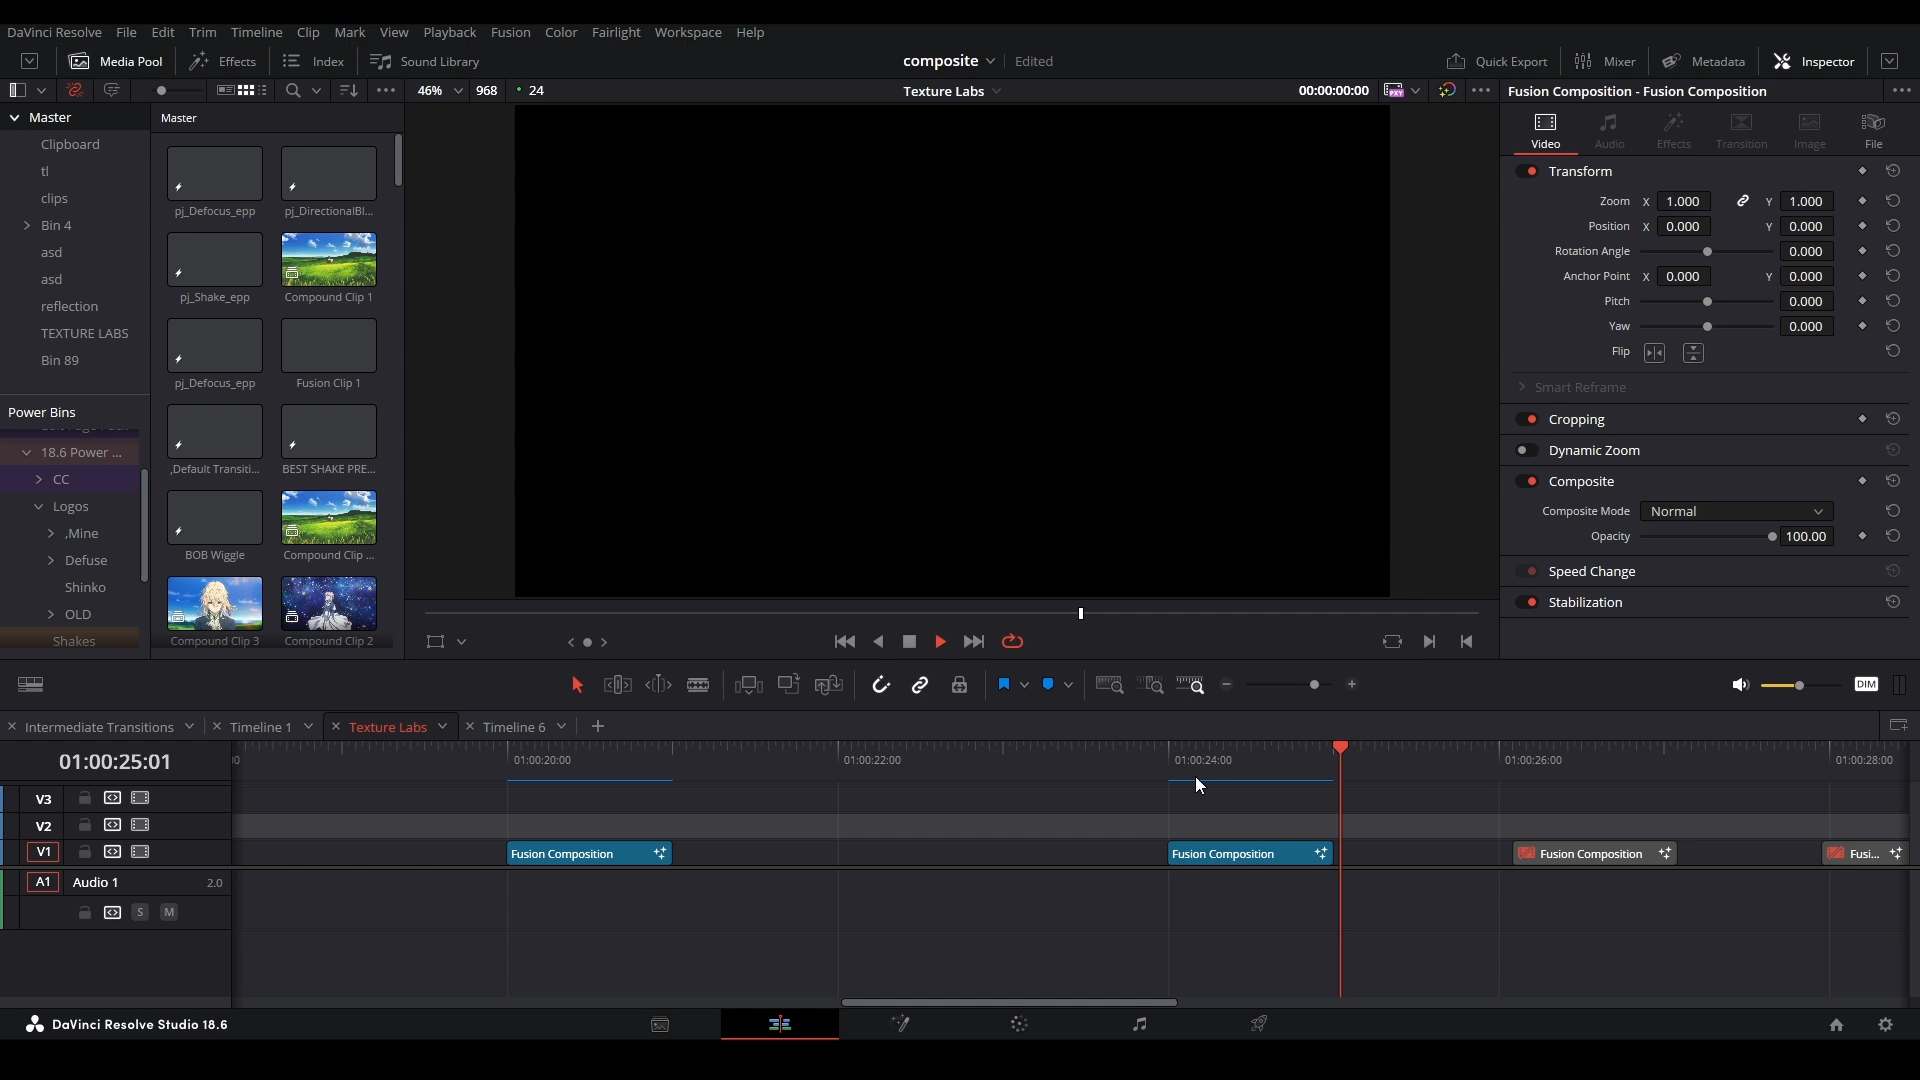 DaVinci Resolve File Edit Trim Timeline Clip Mark View Playback Fusion Color Fairlight Workspace Help
Media Pool Effects Index Sound Library composite Edited Quick Export Mixer Metadata Inspector
46% 968 24 Texture Labs 00:00:00:00 PXY Fusion Composition - Fusion Composition
Master
Clipboard
tl
clips
Bin 4
asd
asd
reflection
TEXTURE LABS
Bin 89
Power Bins
18.6 Power ...
CC
Logos
,Mine
Defuse
Shinko
OLD
Shakes
Master
pj_Defocus_epp pj_DirectionalBl...
pj_Shake_epp Compound Clip 1
pj_Defocus_epp Fusion Clip 1
,Default Transiti... BEST SHAKE PRE...
BOB Wiggle Compound Clip ...
Compound Clip 3 Compound Clip 2
Video Audio Effects Transition Image File
Transform
Zoom X 1.000 Y 1.000
Position X 0.000 Y 0.000
Rotation Angle 0.000
Anchor Point X 0.000 Y 0.000
Pitch 0.000
Yaw 0.000
Flip
Smart Reframe
Cropping
Dynamic Zoom
Composite
Composite Mode Normal
Opacity 100.00
Speed Change
Stabilization
DIM
Intermediate Transitions Timeline 1 Texture Labs Timeline 6
01:00:25:01 01:00:20:00 01:00:22:00 01:00:24:00 01:00:26:00 01:00:28:00
V3
V2
V1 Fusion Composition Fusion Composition Fusion Composition Fusi...
A1 Audio 1 2.0
S M
DaVinci Resolve Studio 18.6